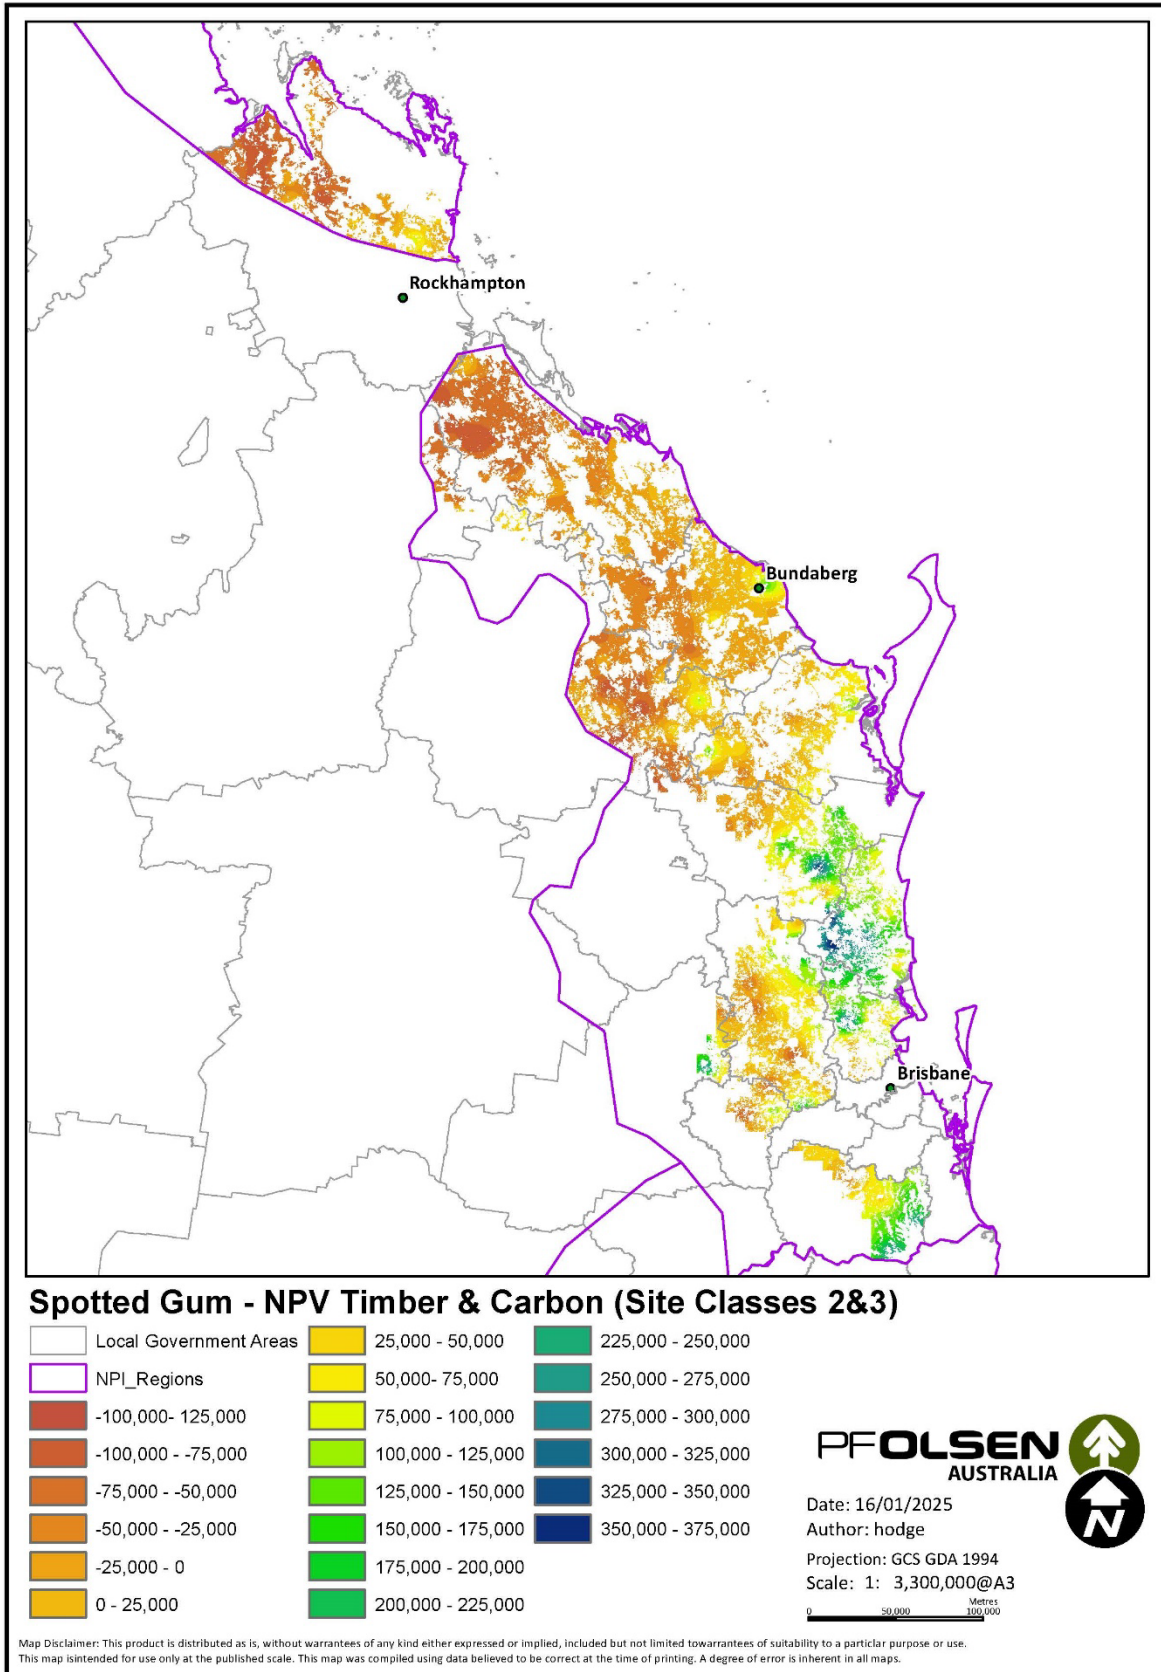 Rockhampton
Bundaberg
Brisbane
Spotted Gum - NPV Timber & Carbon (Site Classes 2&3)
Local Government Areas
NPI_Regions
-100,000- 125,000
-100,000 - -75,000
-75,000 - -50,000
-50,000 - -25,000
-25,000 - 0
0 - 25,000
25,000 - 50,000
50,000- 75,000
75,000 - 100,000
100,000 - 125,000
125,000 - 150,000
150,000 - 175,000
175,000 - 200,000
200,000 - 225,000
225,000 - 250,000
250,000 - 275,000
275,000 - 300,000
300,000 - 325,000
325,000 - 350,000
350,000 - 375,000
PF OLSEN
AUSTRALIA
N
Date: 16/01/2025
Author: hodge
Projection: GCS GDA 1994
Scale: 1: 3,300,000@A3
Metres
0 50,000 100,000
Map Disclaimer: This product is distributed as is, without warrantees of any kind either expressed or implied, included but not limited towarrantees of suitability to a particlar purpose or use.
This map isintended for use only at the published scale. This map was compiled using data believed to be correct at the time of printing. A degree of error is inherent in all maps.